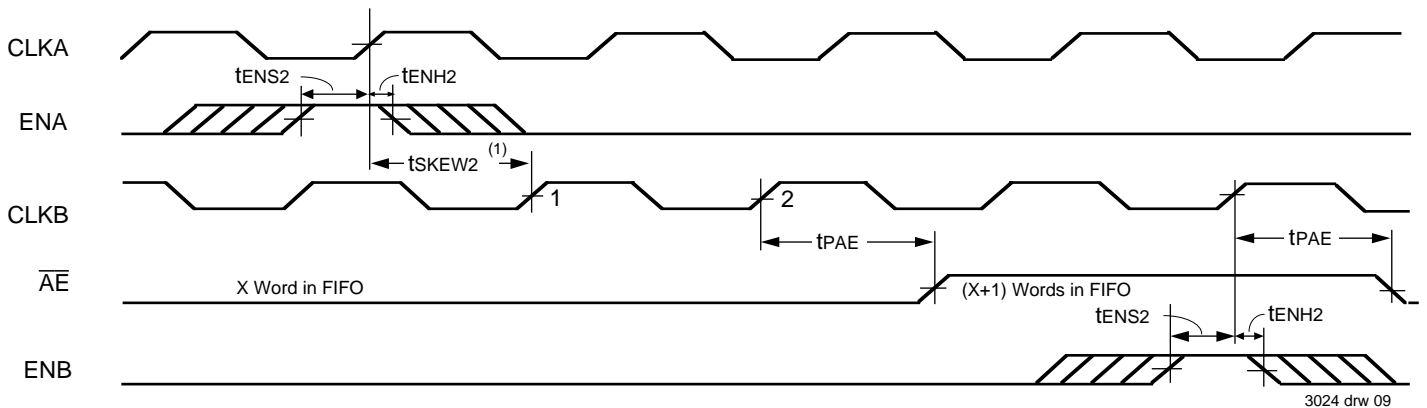 CLKA
tENS2 tENH2
ENA
tSKEW2 (1)
CLKB 1 2
tPAE tPAE
AE X Word in FIFO (X+1) Words in FIFO
tENS2 tENH2
ENB
3024 drw 09